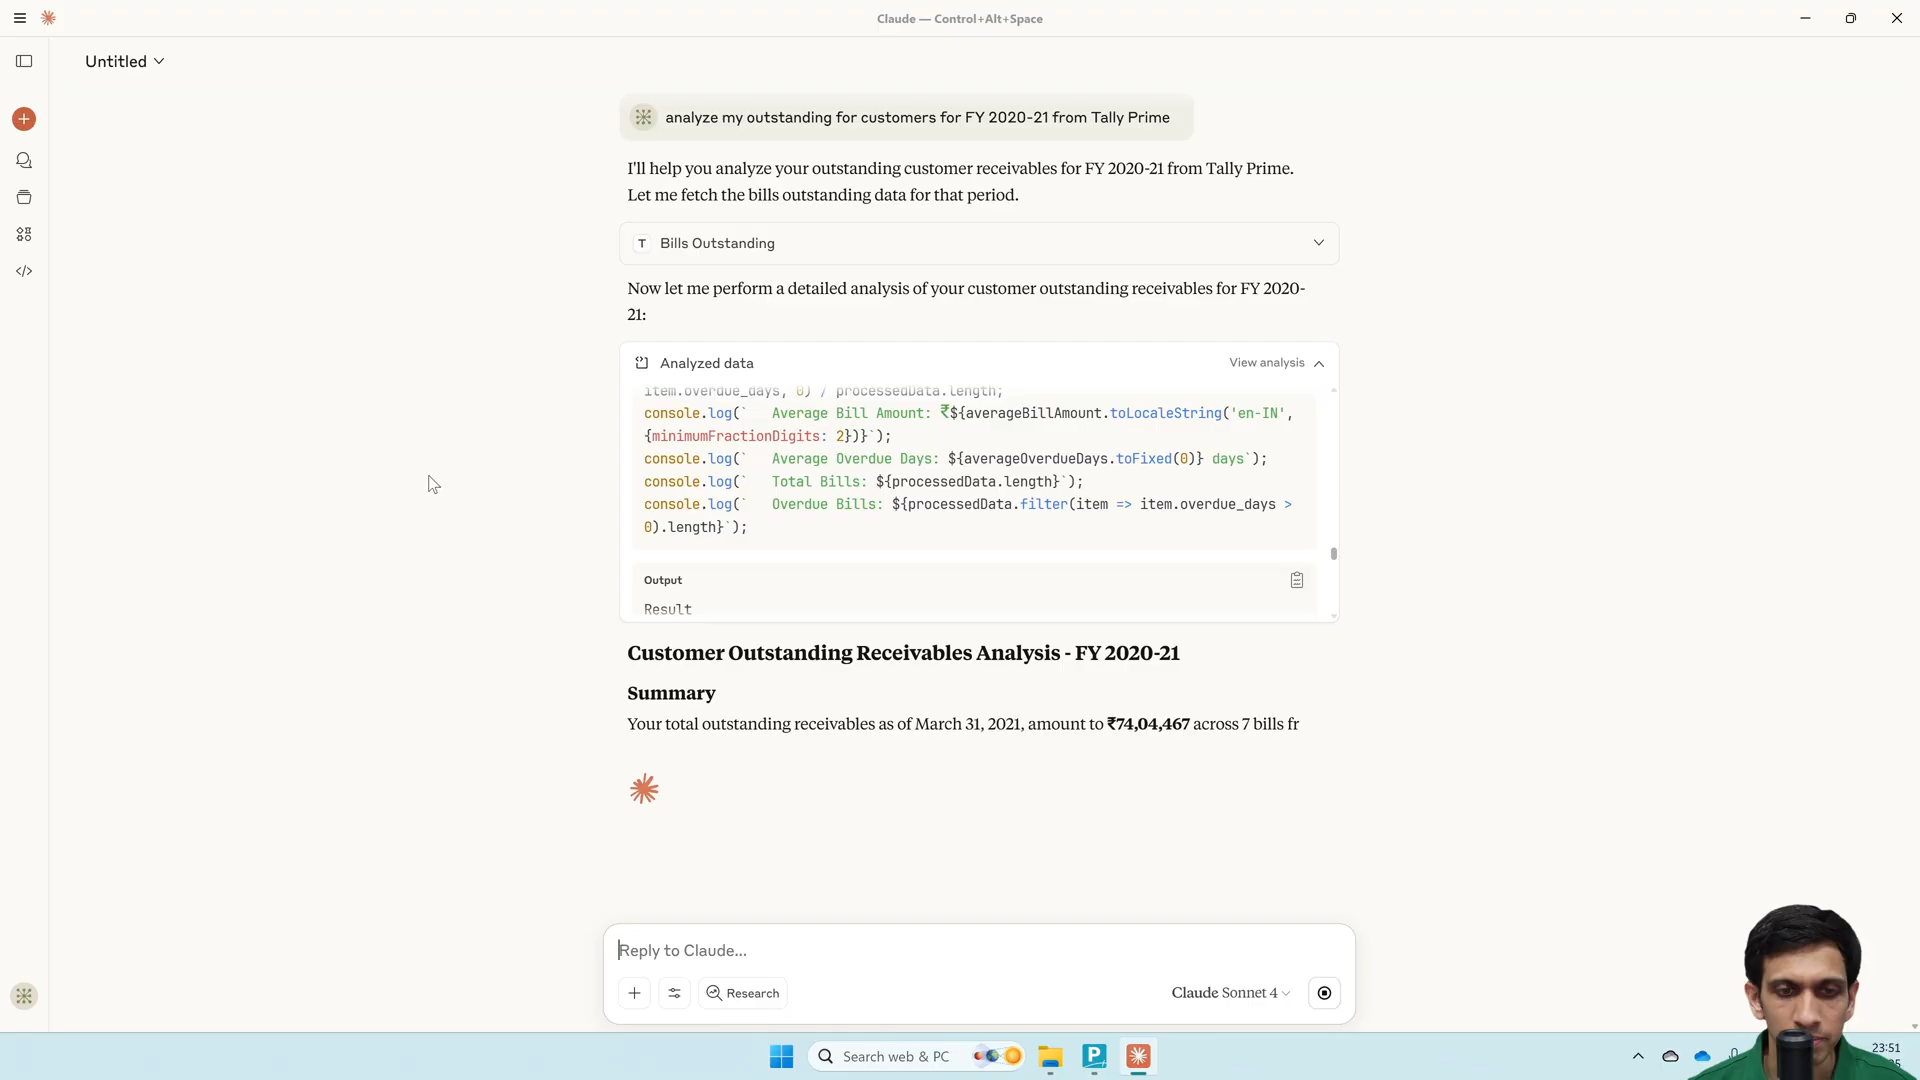 Claude — Control+Alt+Space
Untitled
analyze my outstanding for customers for FY 2020-21 from Tally Prime
I'll help you analyze your outstanding customer receivables for FY 2020-21 from Tally Prime.
Let me fetch the bills outstanding data for that period.
T Bills Outstanding
Now let me perform a detailed analysis of your customer outstanding receivables for FY 2020-
21:
Analyzed data View analysis
item.overdue_days, 0) / processedData.length;
console.log(`   Average Bill Amount: ₹${averageBillAmount.toLocaleString('en-IN',
{minimumFractionDigits: 2})}`);
console.log(`   Average Overdue Days: ${averageOverdueDays.toFixed(0)} days`);
console.log(`   Total Bills: ${processedData.length}`);
console.log(`   Overdue Bills: ${processedData.filter(item => item.overdue_days >
0).length}`);
Output
Result
Customer Outstanding Receivables Analysis - FY 2020-21
Summary
Your total outstanding receivables as of March 31, 2021, amount to ₹74,04,467 across 7 bills fr
Reply to Claude...
Research
Claude Sonnet 4
Search web & PC
P
23:51